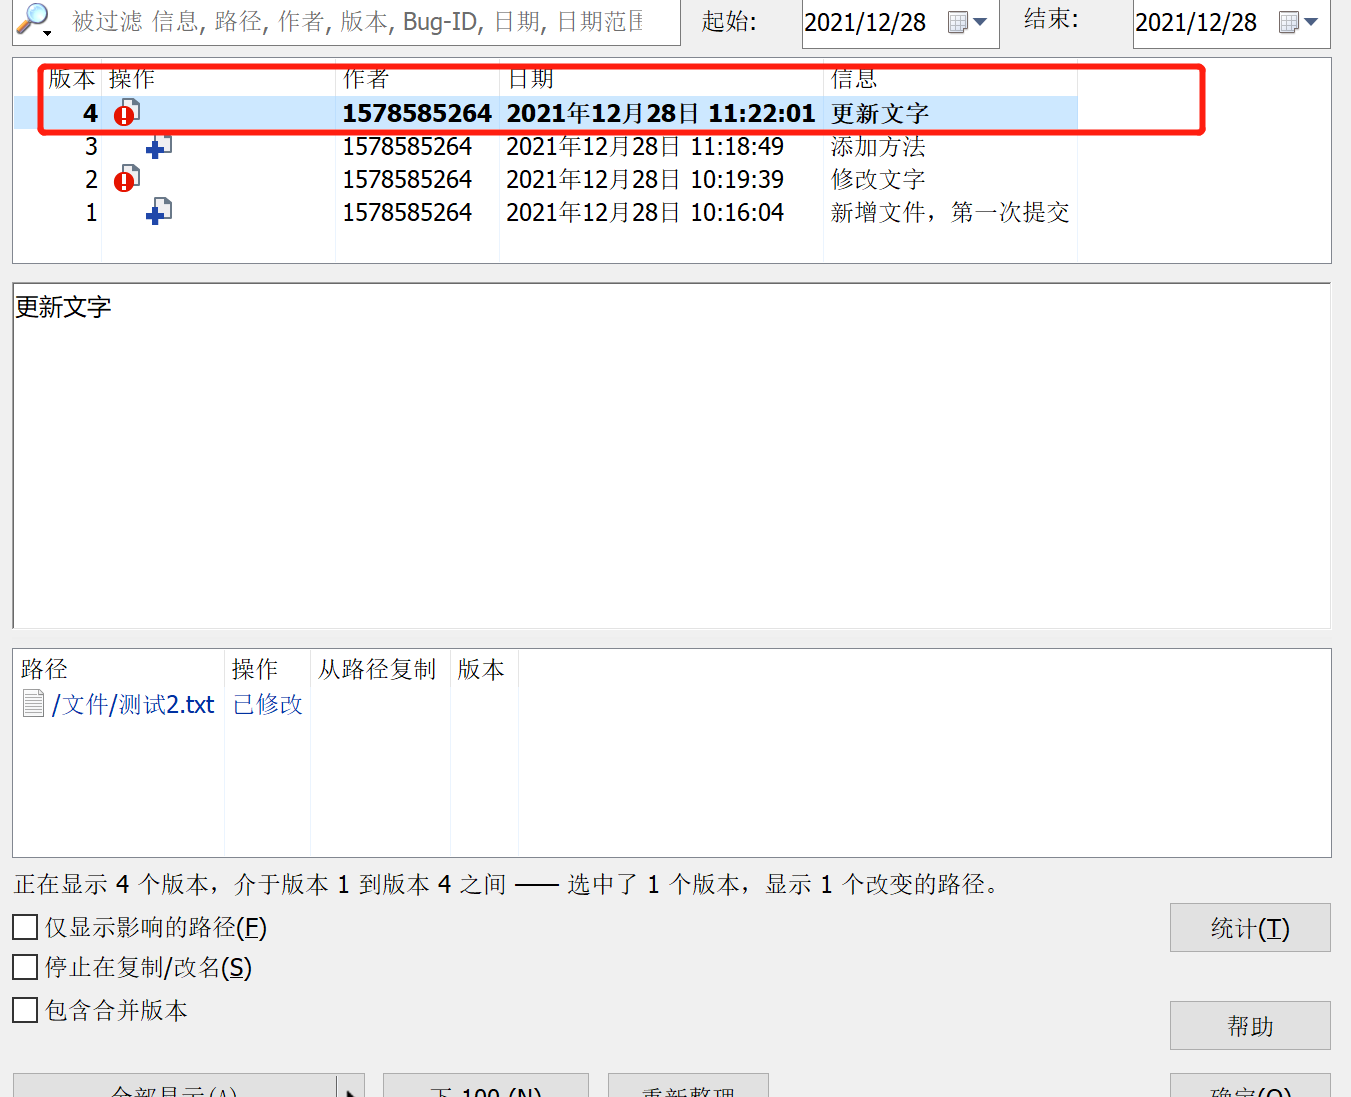 被过滤 信息, 路径, 作者, 版本, Bug-ID, 日期, 日期范围 起始: 2021/12/28 结束: 2021/12/28
版本 操作 作者 日期 信息
4 1578585264 2021年12月28日 11:22:01 更新文字
3 1578585264 2021年12月28日 11:18:49 添加方法
2 1578585264 2021年12月28日 10:19:39 修改文字
1 1578585264 2021年12月28日 10:16:04 新增文件，第一次提交
更新文字
路径 操作 从路径复制 版本
/文件/测试2.txt 已修改
正在显示 4 个版本，介于版本 1 到版本 4 之间 —— 选中了 1 个版本，显示 1 个改变的路径。
仅显示影响的路径(F)
统计(T)
停止在复制/改名(S)
包含合并版本
帮助
全部显示(A) 下 100 (N) 重新整理 确定(O)